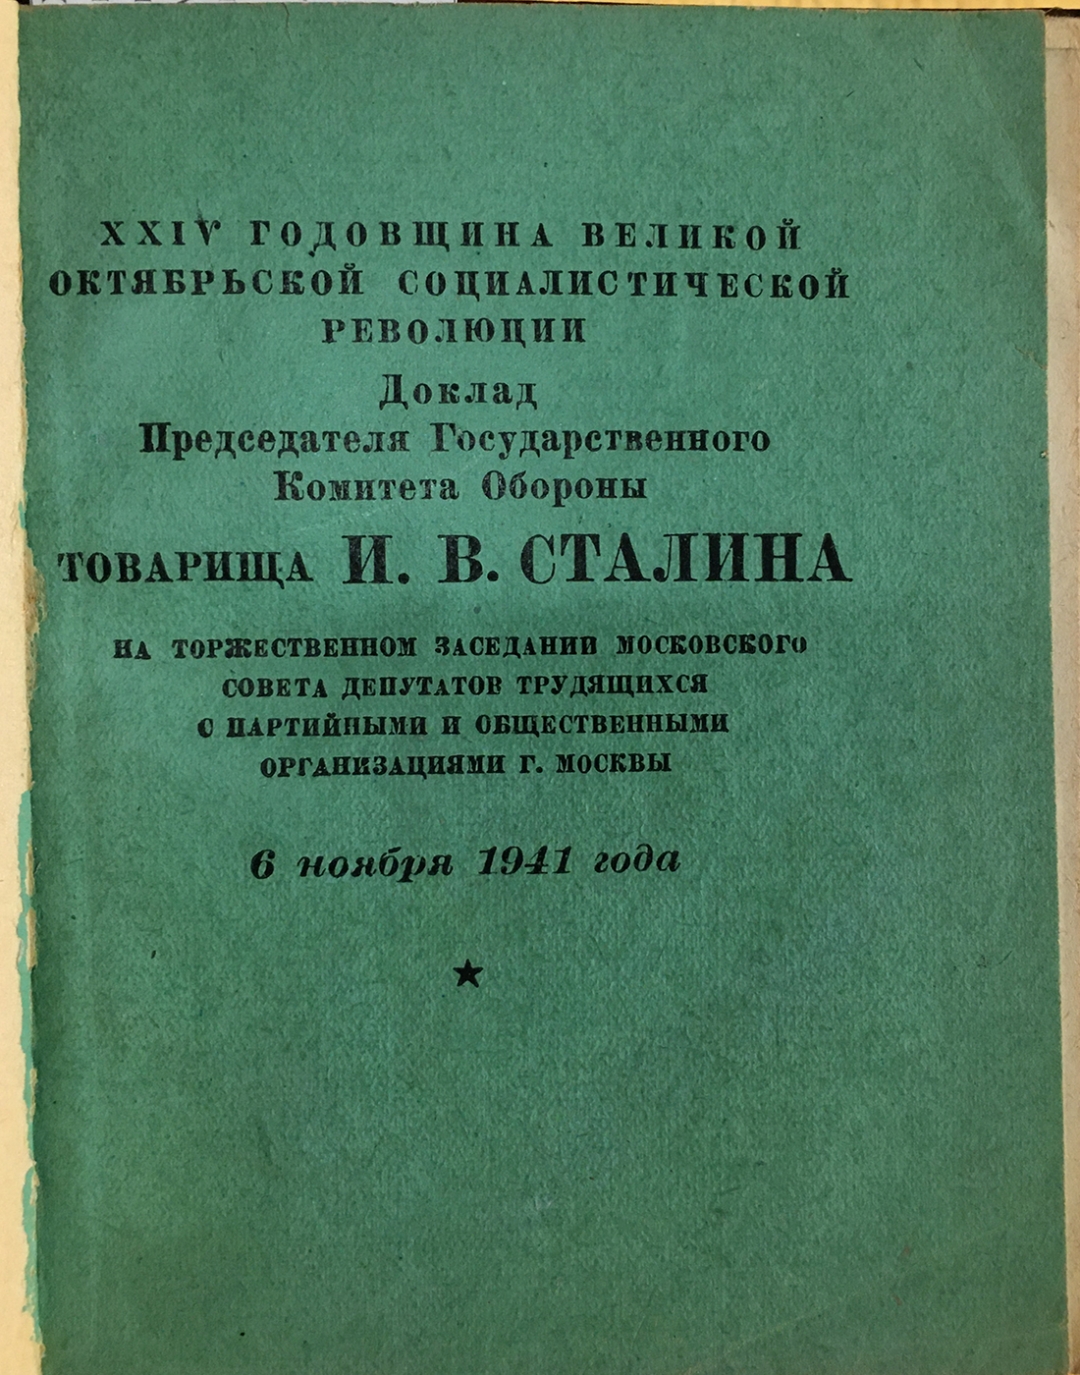 XXIV ГОДОВЩИНА ВЕЛИКОЙ
ОКТЯБРЬСКОЙ СОЦИАЛИСТИЧЕСКОЙ
РЕВОЛЮЦИИ
Доклад
Председателя Государственного
Комитета Обороны
ТОВАРИЩА И. В. СТАЛИНА
НА ТОРЖЕСТВЕННОМ ЗАСЕДАНИИ МОСКОВСКОГО
СОВЕТА ДЕПУТАТОВ ТРУДЯЩИХСЯ
С ПАРТИЙНЫМИ И ОБЩЕСТВЕННЫМИ
ОРГАНИЗАЦИЯМИ Г. МОСКВЫ
6 ноября 1941 года